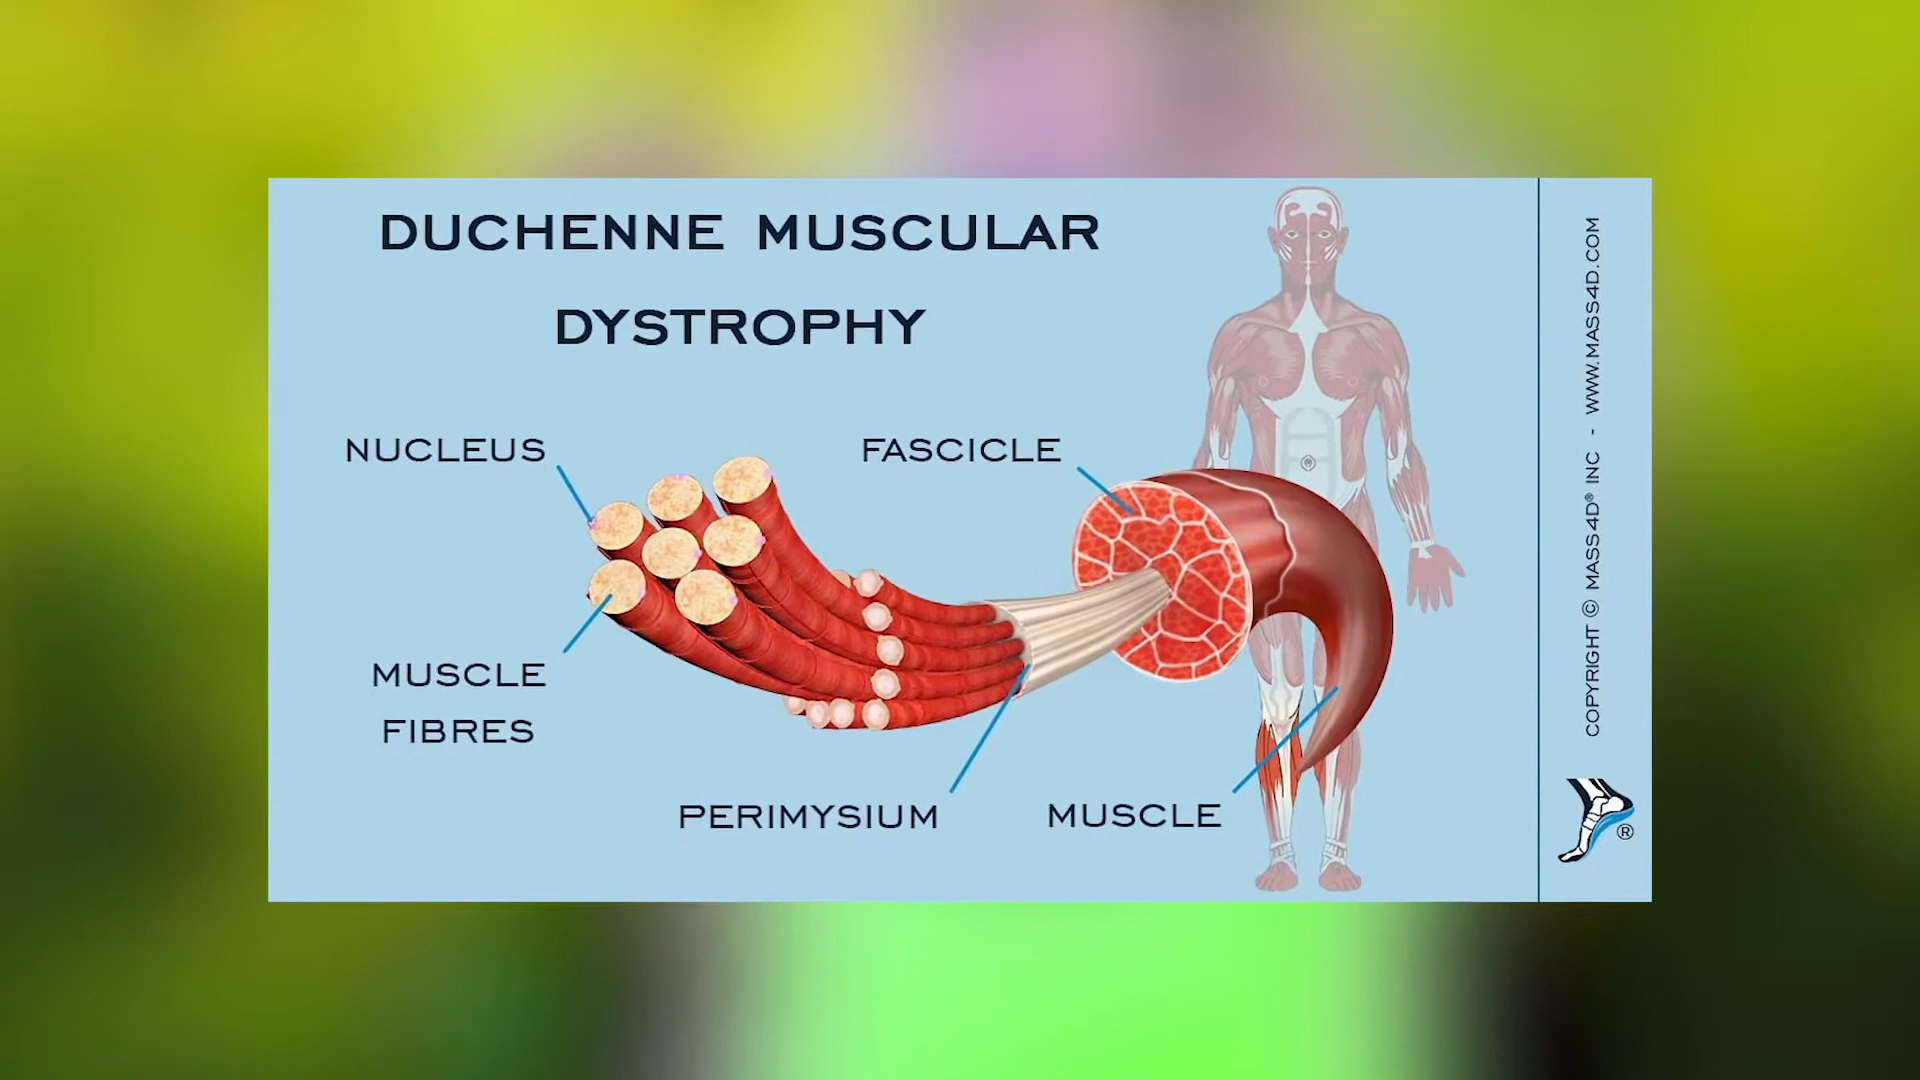 DUCHENNE MUSCULAR
DYSTROPHY
NUCLEUS
FASCICLE
MUSCLE
FIBRES
PERIMYSIUM
MUSCLE
COPYRIGHT © MASS4D® INC - WWW.MASS4D.COM
®